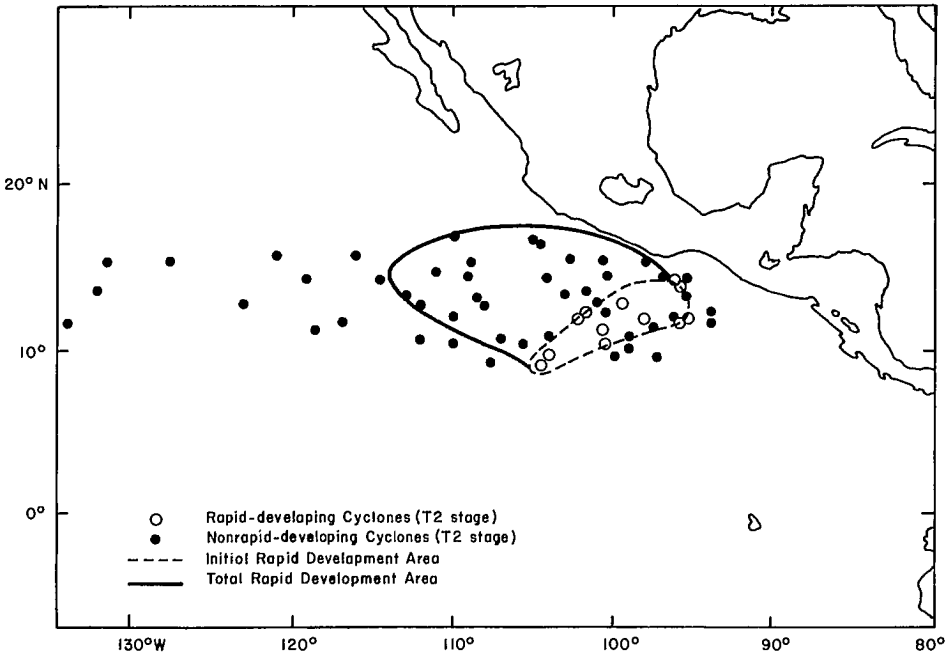 20° N
10°
0°
Rapid-developing Cyclones (T2 stage)
Nonrapid-developing Cyclones (T2 stage)
Initial Rapid Development Area
Total Rapid Development Area
130°W
120°
110°
100°
90°
80°